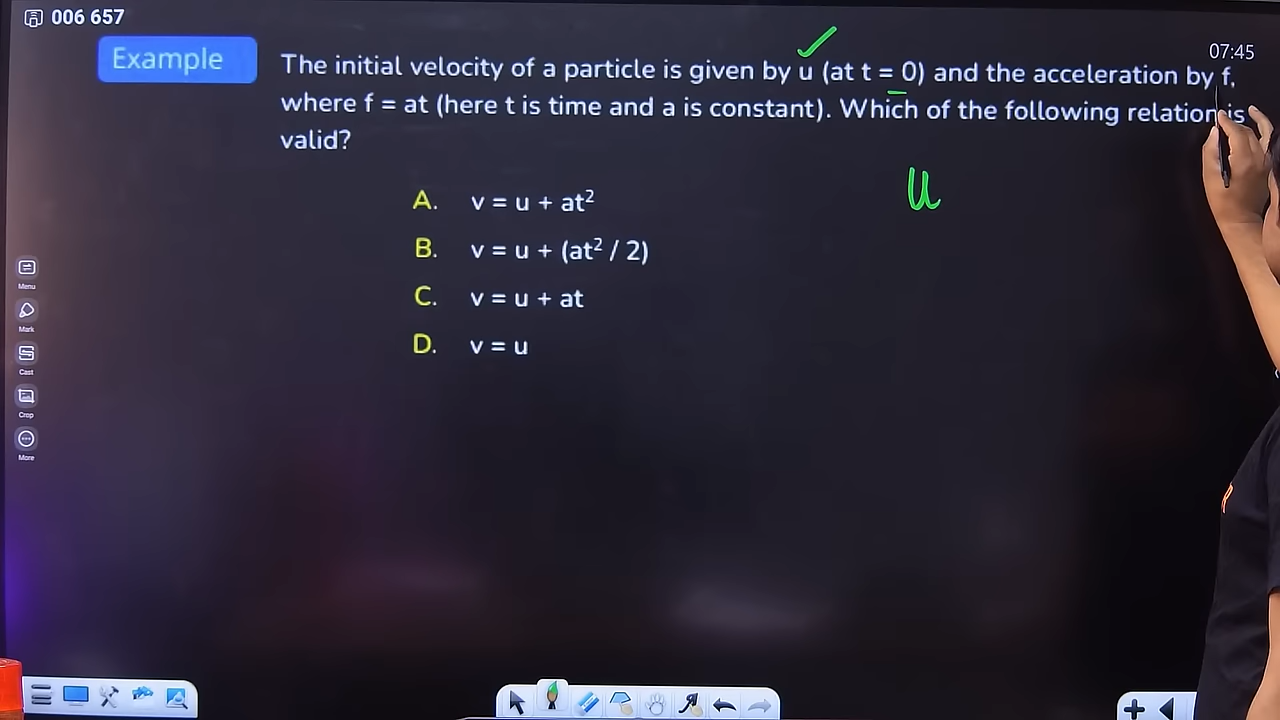 006 657
07:45
Example
The initial velocity of a particle is given by u (at t = 0) and the acceleration by f,
where f = at (here t is time and a is constant). Which of the following relation is
valid?
A. v = u + at²
B. v = u + (at² / 2)
C. v = u + at
D. v = u
u
Menu
Mark
Cast
Crop
More